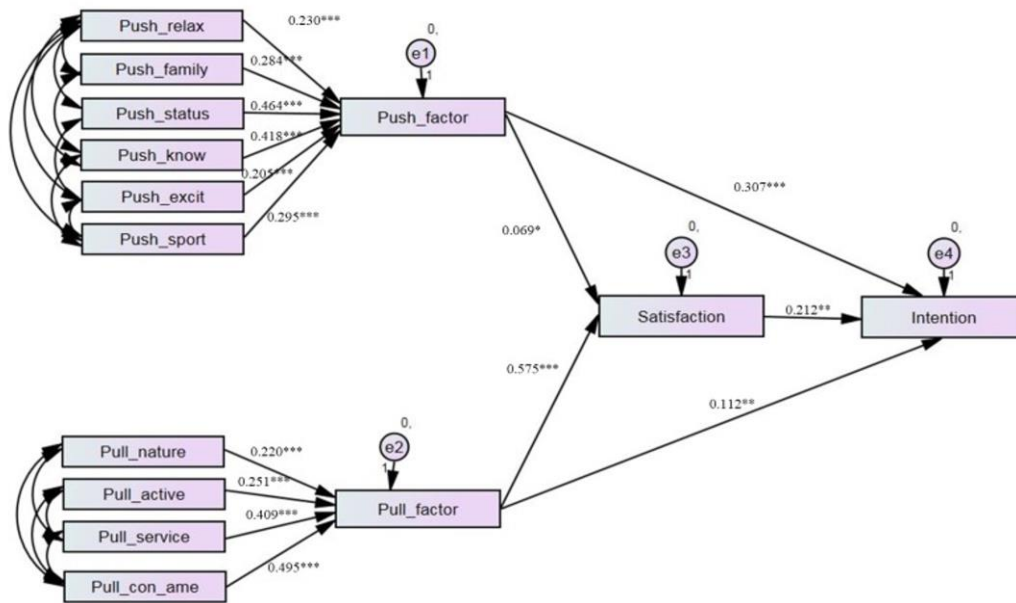 Push_relax
0.230***
Push_family
0.284***
Push_status
0.464***
Push_know
0.418***
Push_excit
0.205***
Push_sport
0.295***
0,
e1
1
Push_factor
0.307***
0.069*
0,
e3
1
Satisfaction
0.212**
0,
e4
1
Intention
0.575***
0.112**
Pull_nature
0.220***
Pull_active
0.251***
Pull_service
0.409***
Pull_con_ame
0.495***
0,
e2
1
Pull_factor